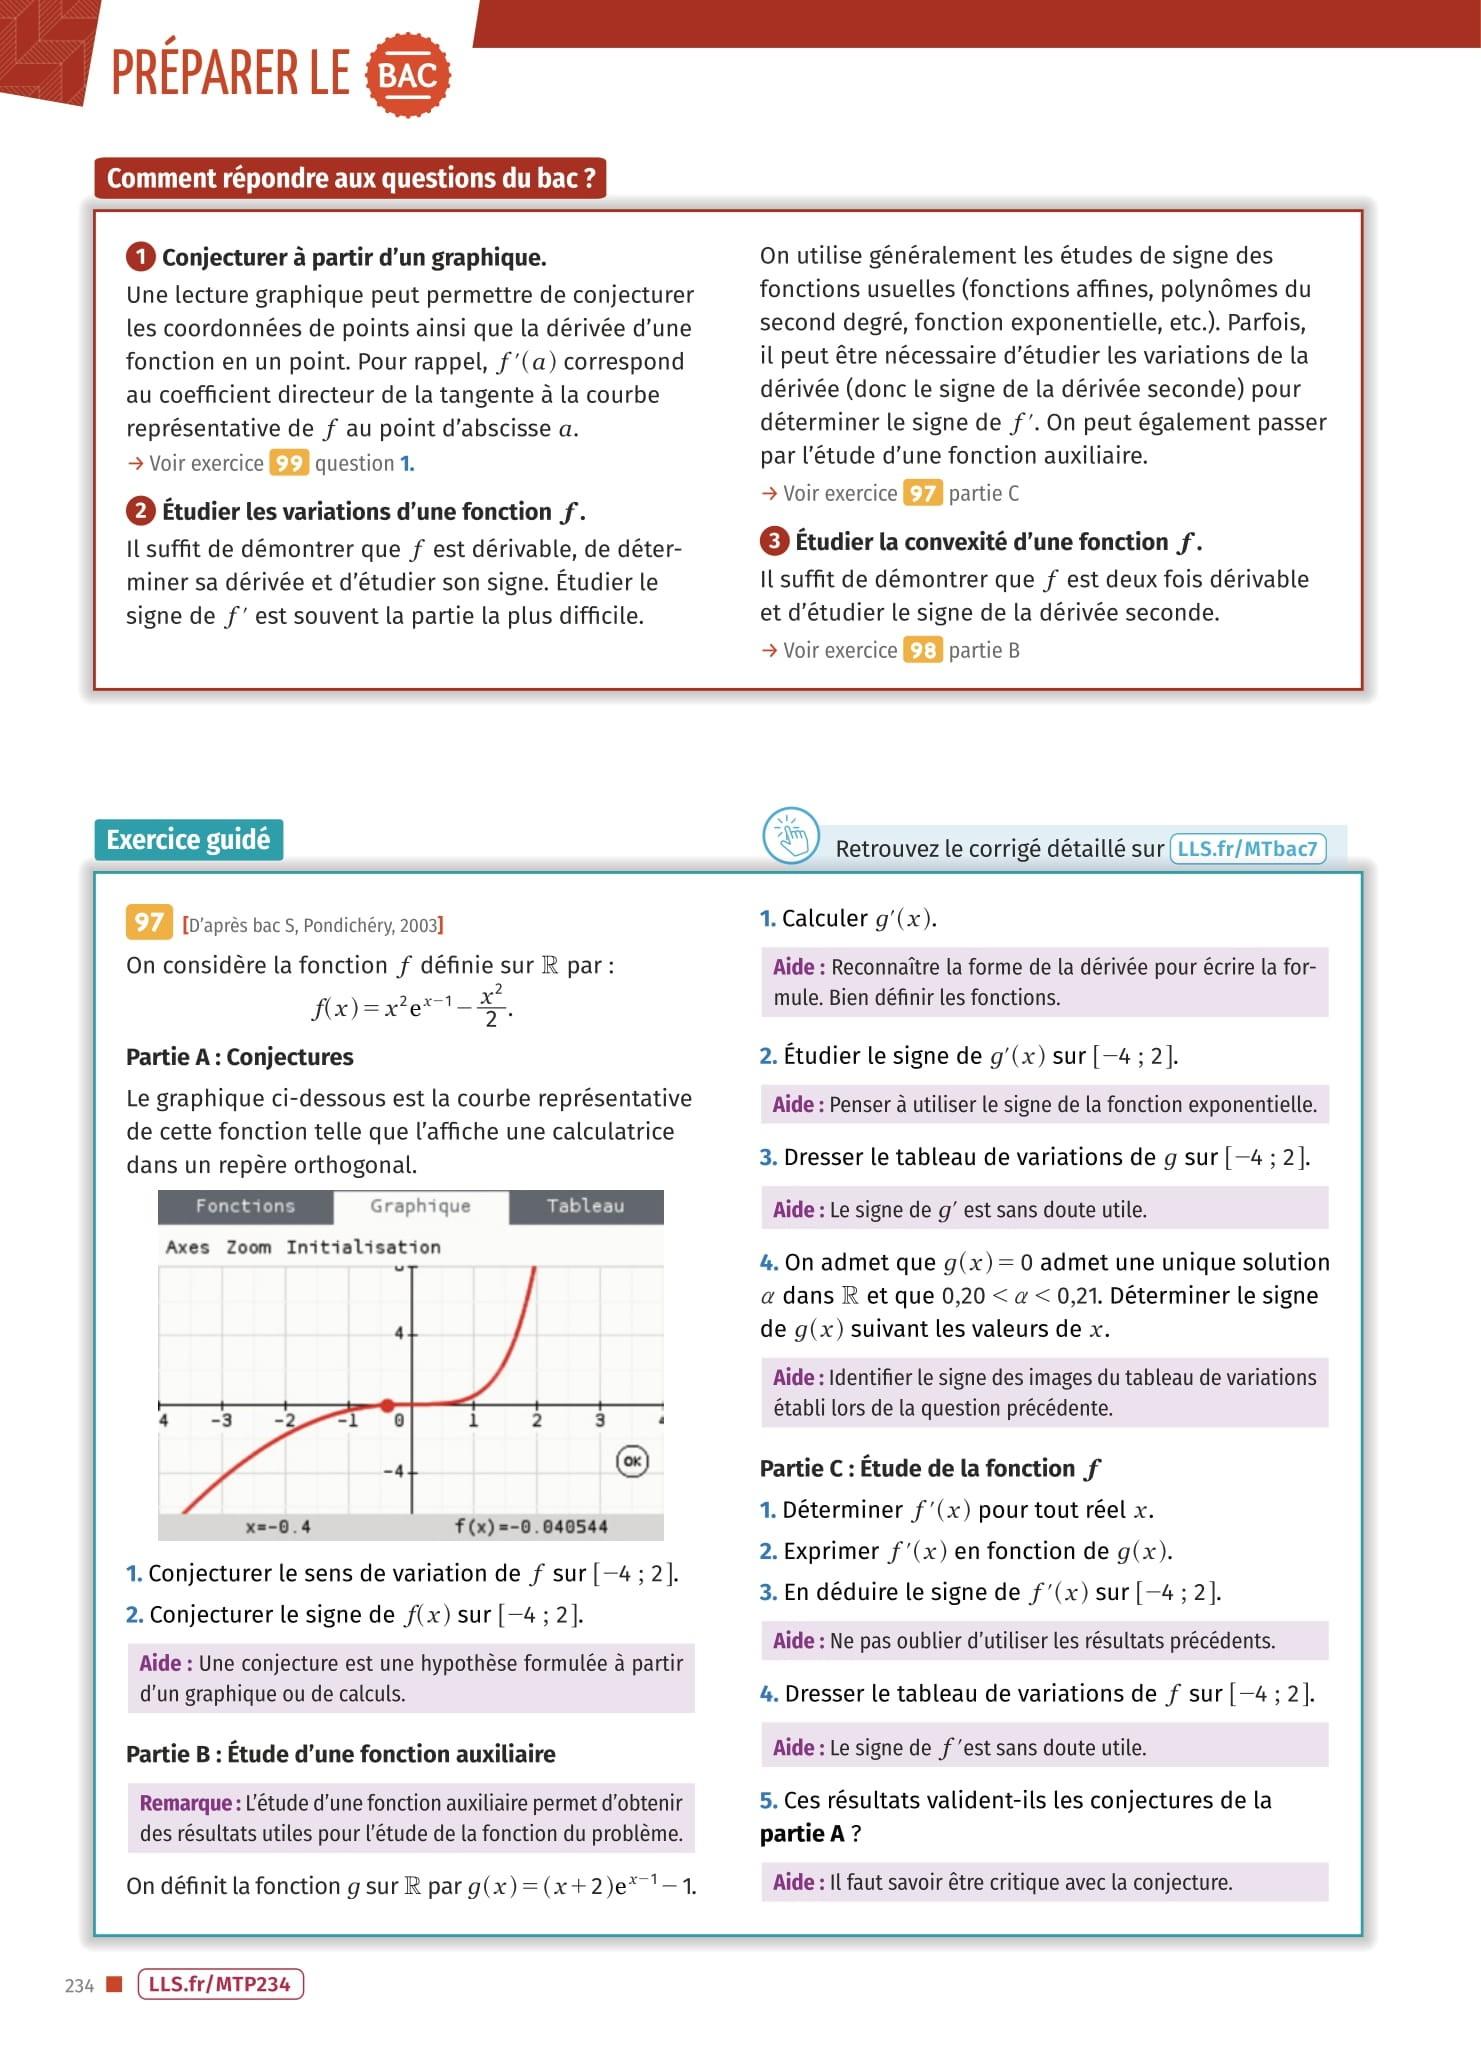 PRÉPARER LE BAC
Comment répondre aux questions du bac ?
1 Conjecturer à partir d'un graphique.
Une lecture graphique peut permettre de conjecturer
les coordonnées de points ainsi que la dérivée d'une
fonction en un point. Pour rappel, f ′(a) correspond
au coefficient directeur de la tangente à la courbe
représentative de f au point d'abscisse a.
→ Voir exercice 99 question 1.
2 Étudier les variations d'une fonction f.
Il suffit de démontrer que f est dérivable, de déter-
miner sa dérivée et d'étudier son signe. Étudier le
signe de f ′ est souvent la partie la plus difficile.
On utilise généralement les études de signe des
fonctions usuelles (fonctions affines, polynômes du
second degré, fonction exponentielle, etc.). Parfois,
il peut être nécessaire d'étudier les variations de la
dérivée (donc le signe de la dérivée seconde) pour
déterminer le signe de f ′. On peut également passer
par l'étude d'une fonction auxiliaire.
→ Voir exercice 97 partie C
3 Étudier la convexité d'une fonction f.
Il suffit de démontrer que f est deux fois dérivable
et d'étudier le signe de la dérivée seconde.
→ Voir exercice 98 partie B
Exercice guidé
Retrouvez le corrigé détaillé sur LLS.fr/MTbac7
97 [D'après bac S, Pondichéry, 2003]
On considère la fonction f définie sur ℝ par :
f(x) = x²eˣ⁻¹ − x²/2.
Partie A : Conjectures
Le graphique ci-dessous est la courbe représentative
de cette fonction telle que l'affiche une calculatrice
dans un repère orthogonal.
Fonctions Graphique Tableau
Axes Zoom Initialisation
4
4 -3 -2 -1 0 1 2 3
-4
OK
x=-0.4 f(x)=-0.040544
1. Conjecturer le sens de variation de f sur [−4 ; 2].
2. Conjecturer le signe de f(x) sur [−4 ; 2].
Aide : Une conjecture est une hypothèse formulée à partir
d'un graphique ou de calculs.
Partie B : Étude d'une fonction auxiliaire
Remarque : L'étude d'une fonction auxiliaire permet d'obtenir
des résultats utiles pour l'étude de la fonction du problème.
On définit la fonction g sur ℝ par g(x) = (x+2)eˣ⁻¹ − 1.
1. Calculer g′(x).
Aide : Reconnaître la forme de la dérivée pour écrire la for-
mule. Bien définir les fonctions.
2. Étudier le signe de g′(x) sur [−4 ; 2].
Aide : Penser à utiliser le signe de la fonction exponentielle.
3. Dresser le tableau de variations de g sur [−4 ; 2].
Aide : Le signe de g′ est sans doute utile.
4. On admet que g(x) = 0 admet une unique solution
α dans ℝ et que 0,20 < α < 0,21. Déterminer le signe
de g(x) suivant les valeurs de x.
Aide : Identifier le signe des images du tableau de variations
établi lors de la question précédente.
Partie C : Étude de la fonction f
1. Déterminer f ′(x) pour tout réel x.
2. Exprimer f ′(x) en fonction de g(x).
3. En déduire le signe de f ′(x) sur [−4 ; 2].
Aide : Ne pas oublier d'utiliser les résultats précédents.
4. Dresser le tableau de variations de f sur [−4 ; 2].
Aide : Le signe de f ′est sans doute utile.
5. Ces résultats valident-ils les conjectures de la
partie A ?
Aide : Il faut savoir être critique avec la conjecture.
234 LLS.fr/MTP234